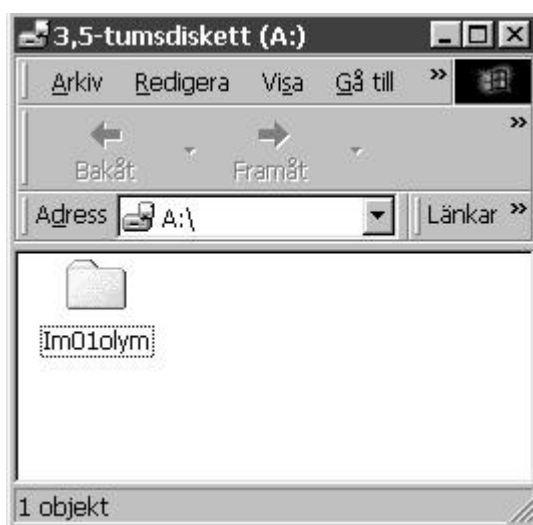 3,5-tumsdiskett (A:)
Arkiv Redigera Visa Gå till »
Bakåt Framåt »
Adress A:\ Länkar »
Im01olym
1 objekt